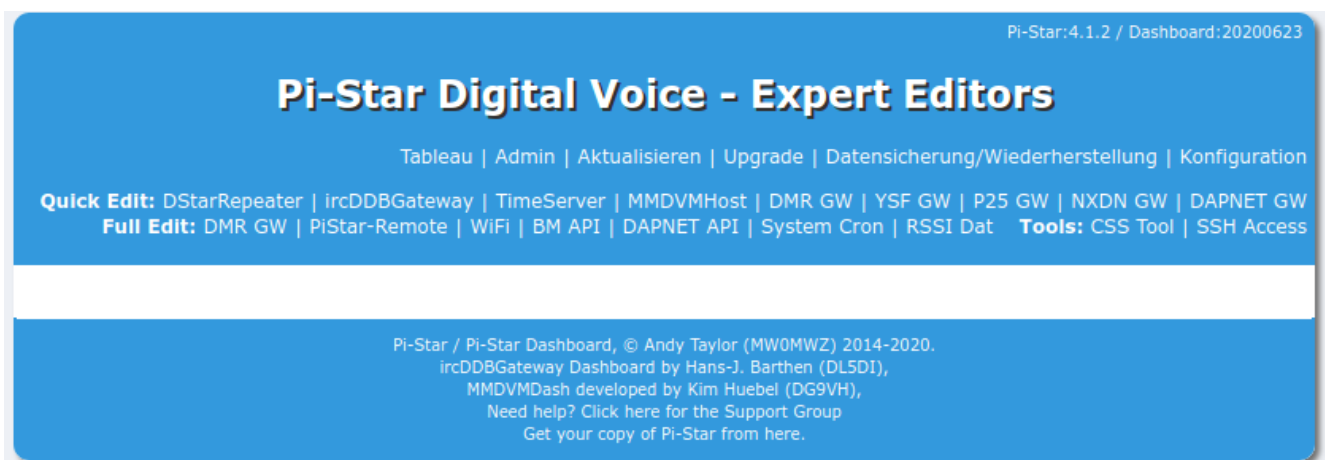 Pi-Star:4.1.2 / Dashboard:20200623
Pi-Star Digital Voice - Expert Editors
Tableau | Admin | Aktualisieren | Upgrade | Datensicherung/Wiederherstellung | Konfiguration
Quick Edit: DStarRepeater | ircDDBGateway | TimeServer | MMDVMHost | DMR GW | YSF GW | P25 GW | NXDN GW | DAPNET GW
Full Edit: DMR GW | PiStar-Remote | WiFi | BM API | DAPNET API | System Cron | RSSI Dat Tools: CSS Tool | SSH Access
Pi-Star / Pi-Star Dashboard, © Andy Taylor (MW0MWZ) 2014-2020.
ircDDBGateway Dashboard by Hans-J. Barthen (DL5DI),
MMDVMDash developed by Kim Huebel (DG9VH),
Need help? Click here for the Support Group
Get your copy of Pi-Star from here.